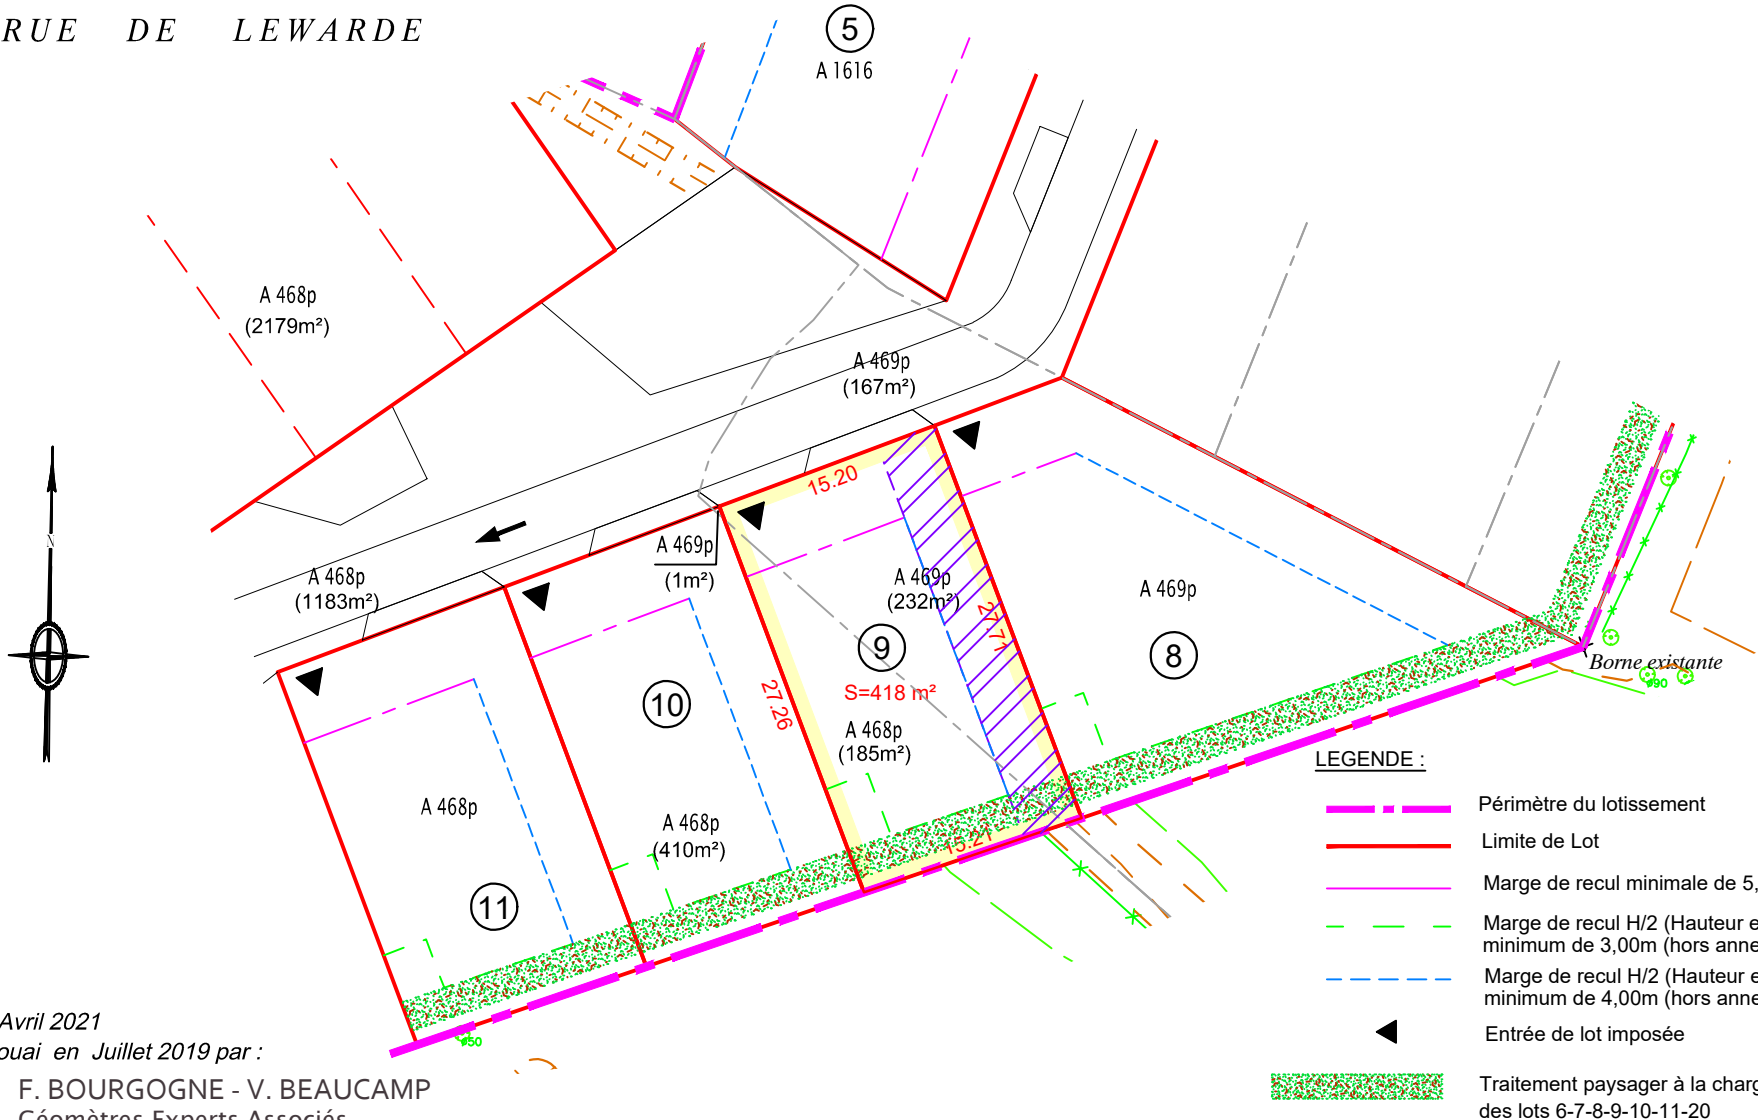 RUE DE LEWARDE
5
A 1616
A 468p
(2179m²)
A 469p
(167m²)
15.20
N
A 469p
(1m²)
A 468p
(1183m²)
A 469p
(232m²)
27.71
A 469p
9
8
S=418 m²
27.26
10
A 468p
(185m²)
Borne existante
ø90
A 468p
A 468p
(410m²)
15.21
11
ø50
LEGENDE :
Périmètre du lotissement
Limite de Lot
Marge de recul minimale de 5,
Marge de recul H/2 (Hauteur e
minimum de 3,00m (hors anne
Marge de recul H/2 (Hauteur e
minimum de 4,00m (hors anne
Entrée de lot imposée
Traitement paysager à la charg
des lots 6-7-8-9-10-11-20
Avril 2021
ouai en Juillet 2019 par :
F. BOURGOGNE - V. BEAUCAMP
Géomètres Experts Associés